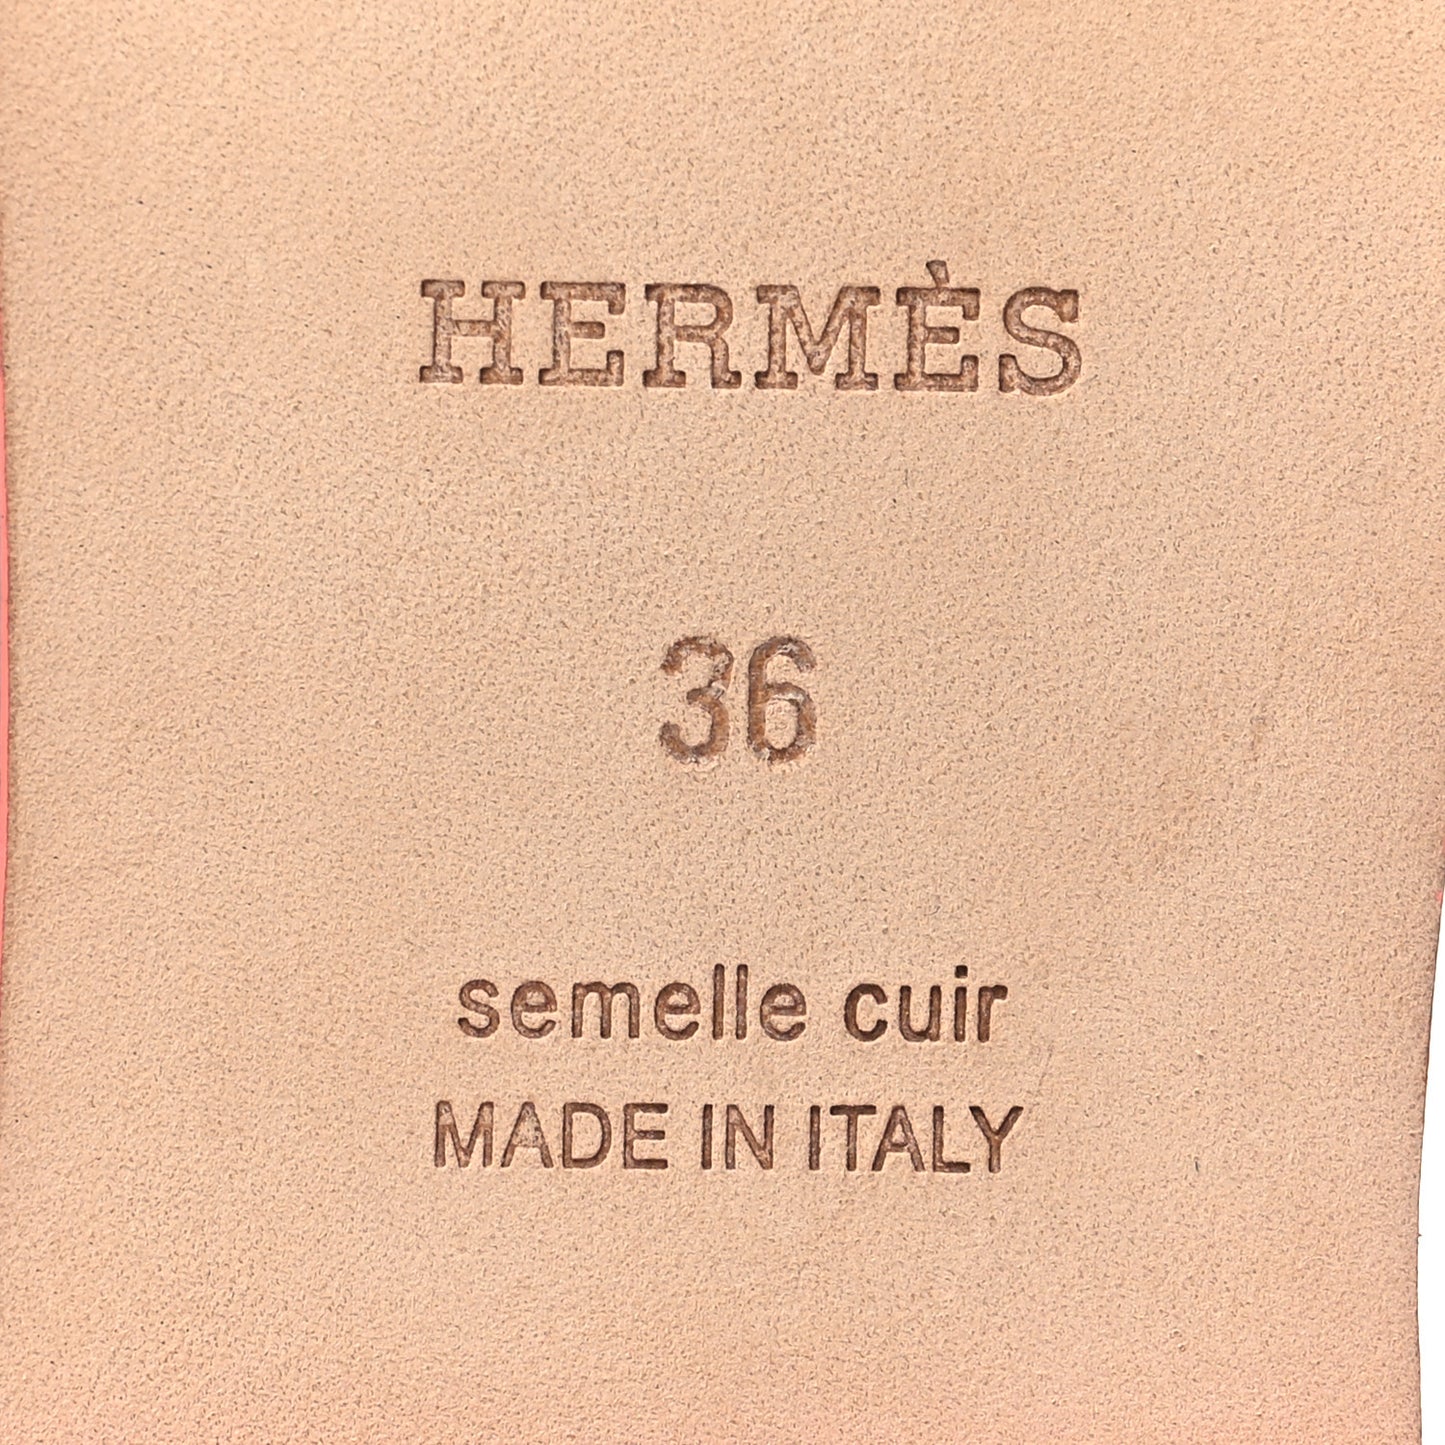 HERMÈS
36
semelle cuir
MADE IN ITALY